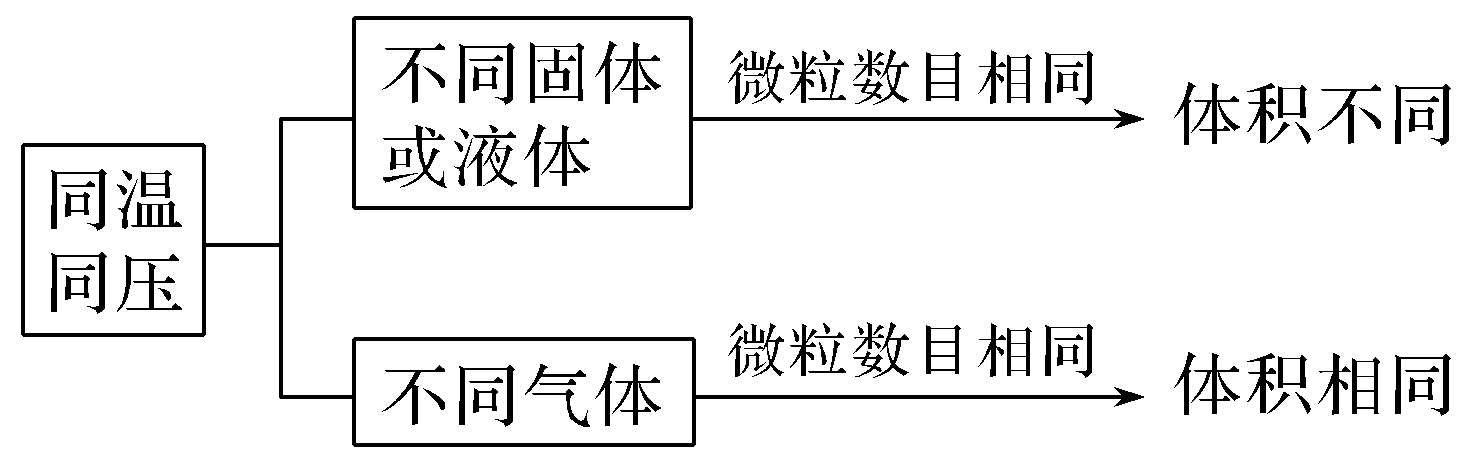 同温
同压
不同固体
或液体
微粒数目相同
体积不同
不同气体
微粒数目相同
体积相同